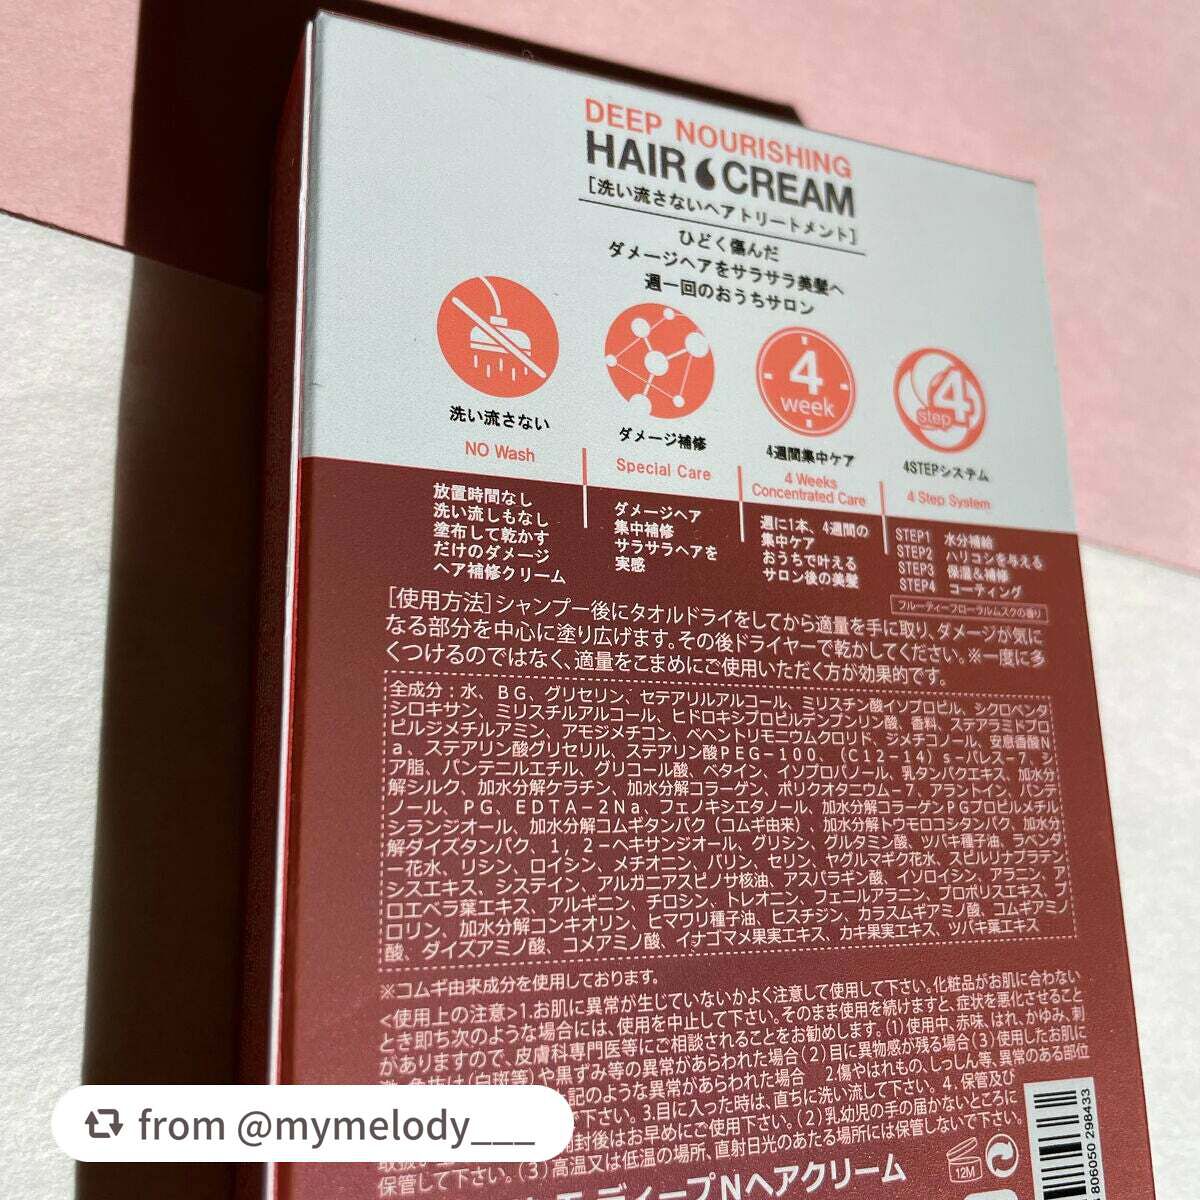 DEEP NOURISHING
HAIR CREAM
[洗い流さないヘアトリートメント]
ひどく傷んだ
ダメージヘアをサラサラ美髪へ
週一回のおうちサロン
4
week
4
step
洗い流さない
ダメージ補修
4週間集中ケア
4STEPシステム
NO Wash
Special Care
4 Weeks
Concentrated Care
4 Step System
放置時間なし
洗い流しもなし
塗布して乾かす
だけのダメージ
ヘア補修クリーム
ダメージヘア
集中補修
サラサラヘアを
実感
週に1本、4週間の
集中ケア
おうちで叶える
サロン後の美髪
STEP1 水分補給
STEP2 ハリコシを与える
STEP3 保湿&補修
STEP4 コーティング
フルーティーフローラルムスクの香り
[使用方法]シャンプー後にタオルドライをしてから適量を手に取り、ダメージが気に
なる部分を中心に塗り広げます。その後ドライヤーで乾かしてください。※一度に多
くつけるのではなく、適量をこまめにご使用いただく方が効果的です。
全成分:水、BG、グリセリン、セテアリルアルコール、ミリスチン酸イソプロピル、シクロペンタ
シロキサン、ミリスチルアルコール、ヒドロキシプロピルデンプンリン酸、香料、ステアラミドプロ
ピルジメチルアミン、アモジメチコン、ベヘントリモニウムクロリド、ジメチコノール、安息香酸N
a、ステアリン酸グリセリル、ステアリン酸PEG-100、(C12-14)s-パレス-7、シ
ア脂、パンテニルエチル、グリコール酸、ベタイン、イソプロパノール、乳タンパクエキス、加水分
解シルク、加水分解ケラチン、加水分解コラーゲン、ポリクオタニウム-7、アラントイン、パンテ
ノール、PG、EDTA-2Na、フェノキシエタノール、加水分解コラーゲンPGプロピルメチル
シランジオール、加水分解コムギタンパク(コムギ由来)、加水分解トウモロコシタンパク、加水分
解ダイズタンパク、1,2-ヘキサンジオール、グリシン、グルタミン酸、ツバキ種子油、ラベンダ
ー花水、リシン、ロイシン、メチオニン、バリン、セリン、ヤグルマギク花水、スピルリナプラテン
シスエキス、システイン、アルガニアスピノサ核油、アスパラギン酸、イソロイシン、アラニン、ア
ロエベラ葉エキス、アルギニン、チロシン、トレオニン、フェニルアラニン、プロポリスエキス、プ
ロリン、加水分解コンキオリン、ヒマワリ種子油、ヒスチジン、カラスムギアミノ酸、コムギアミノ
酸、ダイズアミノ酸、コメアミノ酸、イナゴマメ果実エキス、カキ果実エキス、ツバキ葉エキス
※コムギ由来成分を使用しております。
<使用上の注意>1.お肌に異常が生じていないかよく注意して使用して下さい。化粧品がお肌に合わない
とき即ち次のような場合には、使用を中止して下さい。そのまま使用を続けますと、症状を悪化させること
がありますので、皮膚科専門医等にご相談されることをお勧めします。(1)使用中、赤味、はれ、かゆみ、刺
(白斑等)や黒ずみ等の異常があらわれた場合(2)目に異物感が残る場合(3)使用したお肌に
記のような異常があらわれた場合 2.傷やはれもの、しっしん等、異常のある部位
下さい。3.目に入った時は、直ちに洗い流して下さい。4.保管及び
封後はお早めにご使用下さい。(2)乳幼児の手の届かないところに
保管して下さい。(3)高温又は低温の場所、直射日光のあたる場所には保管しないで下さい。
ディープNヘアクリーム
12M
806050 298433
from @mymelody___